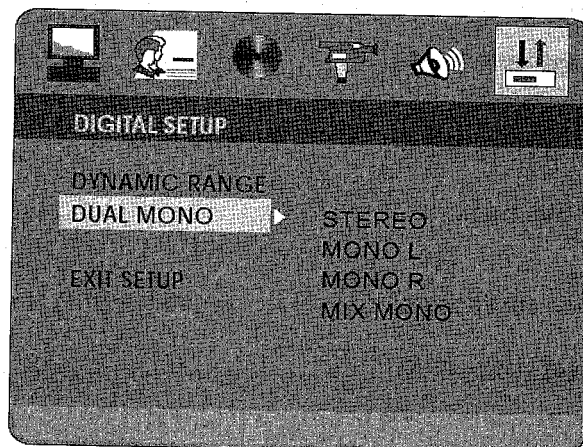 DIGITAL SETUP
DYNAMIC RANGE
DUAL MONO
STEREO
MONO L
EXIT SETUP
MONO R
MIX MONO